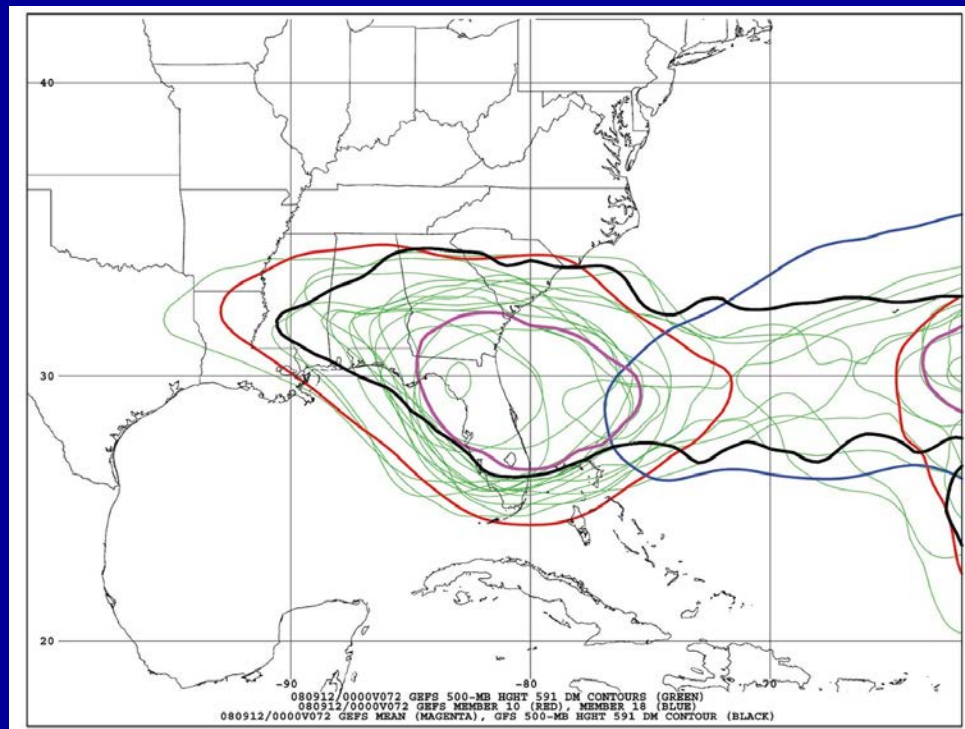 40
30
20
-90 -80 -70
080912/0000V072 GEFS 500-MB HGHT 591 DM CONTOURS (GREEN)
080912/0000V072 GEFS MEMBER 10 (RED), MEMBER 18 (BLUE)
080912/0000V072 GEFS MEAN (MAGENTA), GFS 500-MB HGHT 591 DM CONTOUR (BLACK)